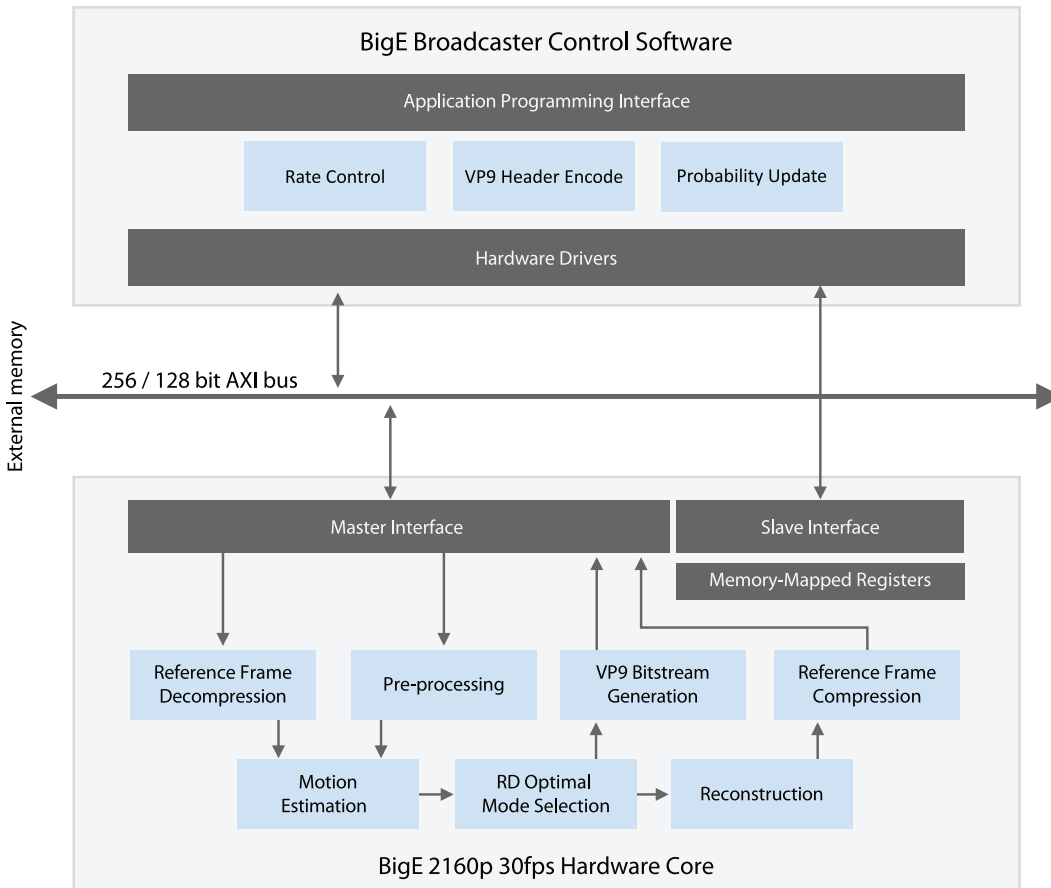 BigE Broadcaster Control Software
Application Programming Interface
Rate Control
VP9 Header Encode
Probability Update
Hardware Drivers
External memory
256 / 128 bit AXI bus
Master Interface
Slave Interface
Memory-Mapped Registers
Reference Frame
Decompression
Pre-processing
VP9 Bitstream
Generation
Reference Frame
Compression
Motion
Estimation
RD Optimal
Mode Selection
Reconstruction
BigE 2160p 30fps Hardware Core